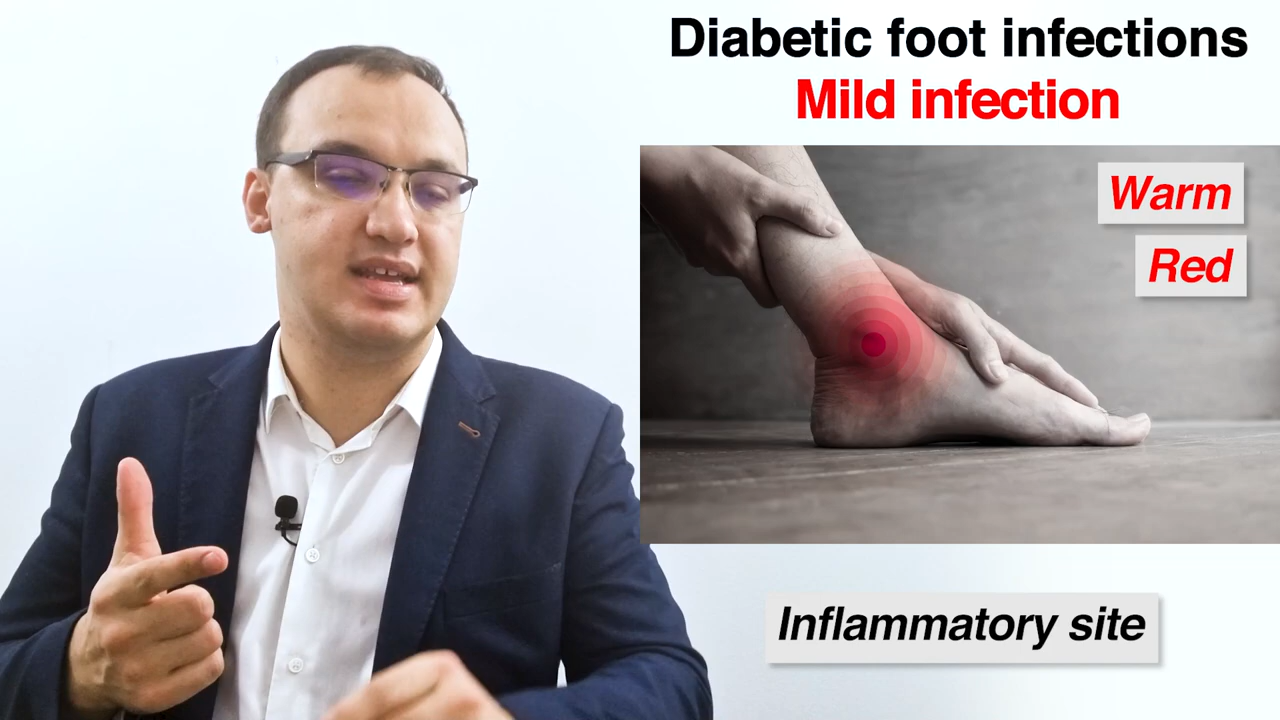 Diabetic foot infections
Mild infection
Warm
Red
Inflammatory site